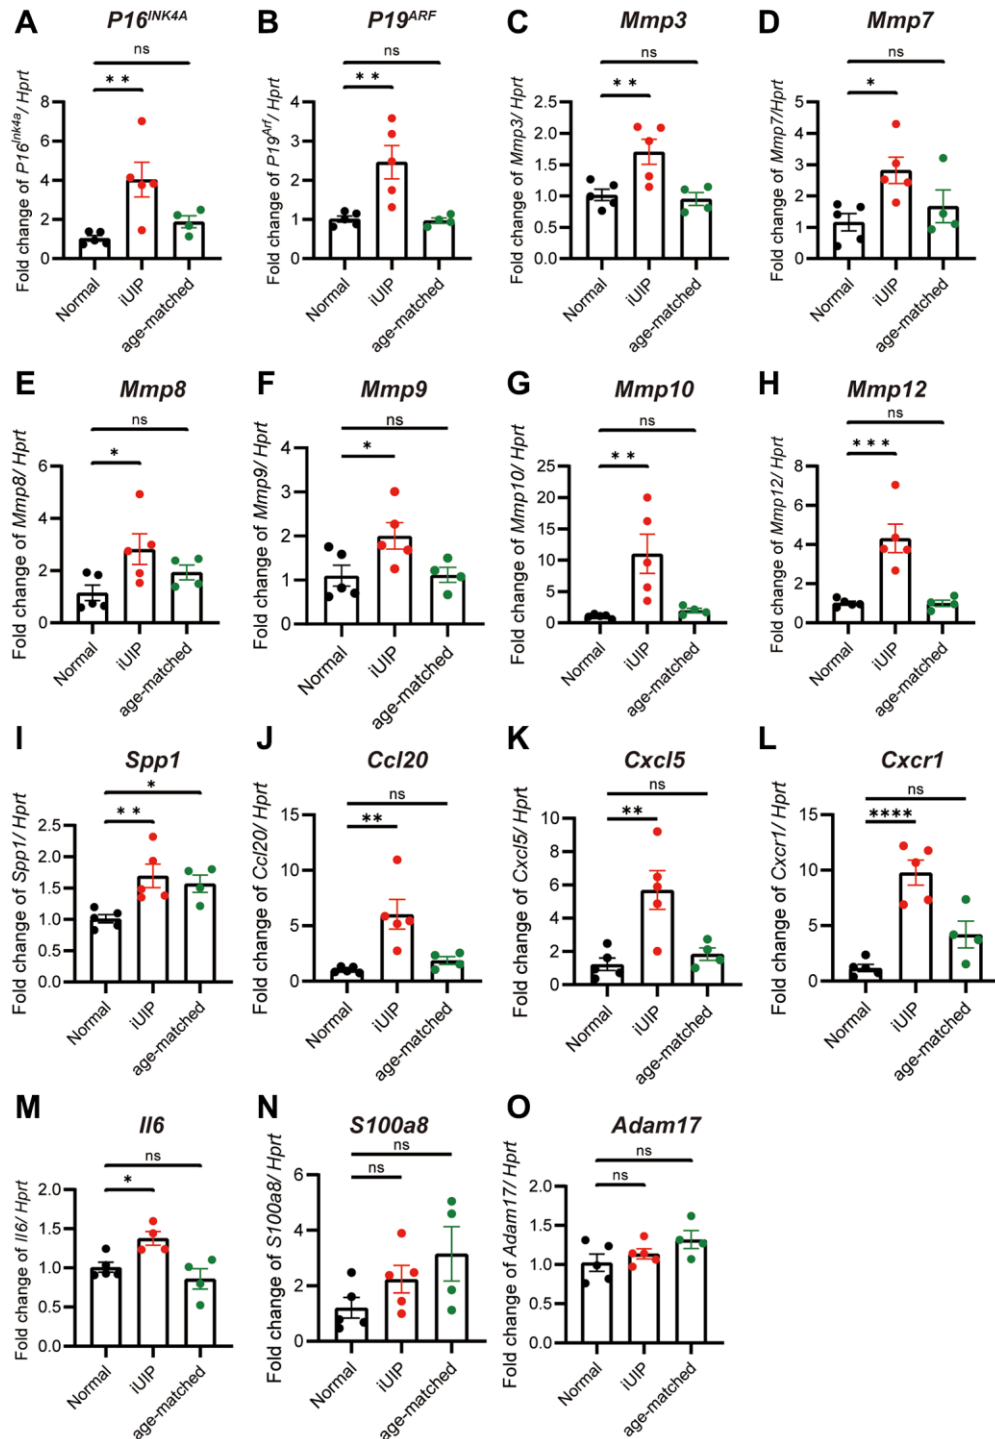 A P16^INK4A
ns
* *
Fold change of P16^Ink4a/ Hprt
8
6
4
2
0
Normal
iUIP
age-matched
B P19^ARF
ns
* *
Fold change of P19^Arf/ Hprt
4
3
2
1
0
Normal
iUIP
age-matched
C Mmp3
ns
* *
Fold change of Mmp3/ Hprt
2.5
2.0
1.5
1.0
0.5
0.0
Normal
iUIP
age-matched
D Mmp7
ns
*
Fold change of Mmp7/Hprt
5
4
3
2
1
0
Normal
iUIP
age-matched
E Mmp8
ns
*
Fold change of Mmp8/ Hprt
6
4
2
0
Normal
iUIP
age-matched
F Mmp9
ns
*
Fold change of Mmp9/ Hprt
4
3
2
1
0
Normal
iUIP
age-matched
G Mmp10
ns
* *
Fold change of Mmp10/ Hprt
25
20
15
10
5
0
Normal
iUIP
age-matched
H Mmp12
ns
* * *
Fold change of Mmp12/ Hprt
8
6
4
2
0
Normal
iUIP
age-matched
I Spp1
*
* *
Fold change of Spp1/ Hprt
2.5
2.0
1.5
1.0
0.5
0.0
Normal
iUIP
age-matched
J Ccl20
ns
**
Fold change of Ccl20/ Hprt
15
10
5
0
Normal
iUIP
age-matched
K Cxcl5
ns
**
Fold change of Cxcl5/ Hprt
10
8
6
4
2
0
Normal
iUIP
age-matched
L Cxcr1
ns
****
Fold change of Cxcr1/ Hprt
15
10
5
0
Normal
iUIP
age-matched
M Il6
ns
*
Fold change of Il6/ Hprt
2.0
1.5
1.0
0.5
0.0
Normal
iUIP
age-matched
N S100a8
ns
ns
Fold change of S100a8/ Hprt
6
4
2
0
Normal
iUIP
age-matched
O Adam17
ns
ns
Fold change of Adam17/ Hprt
2.0
1.5
1.0
0.5
0.0
Normal
iUIP
age-matched